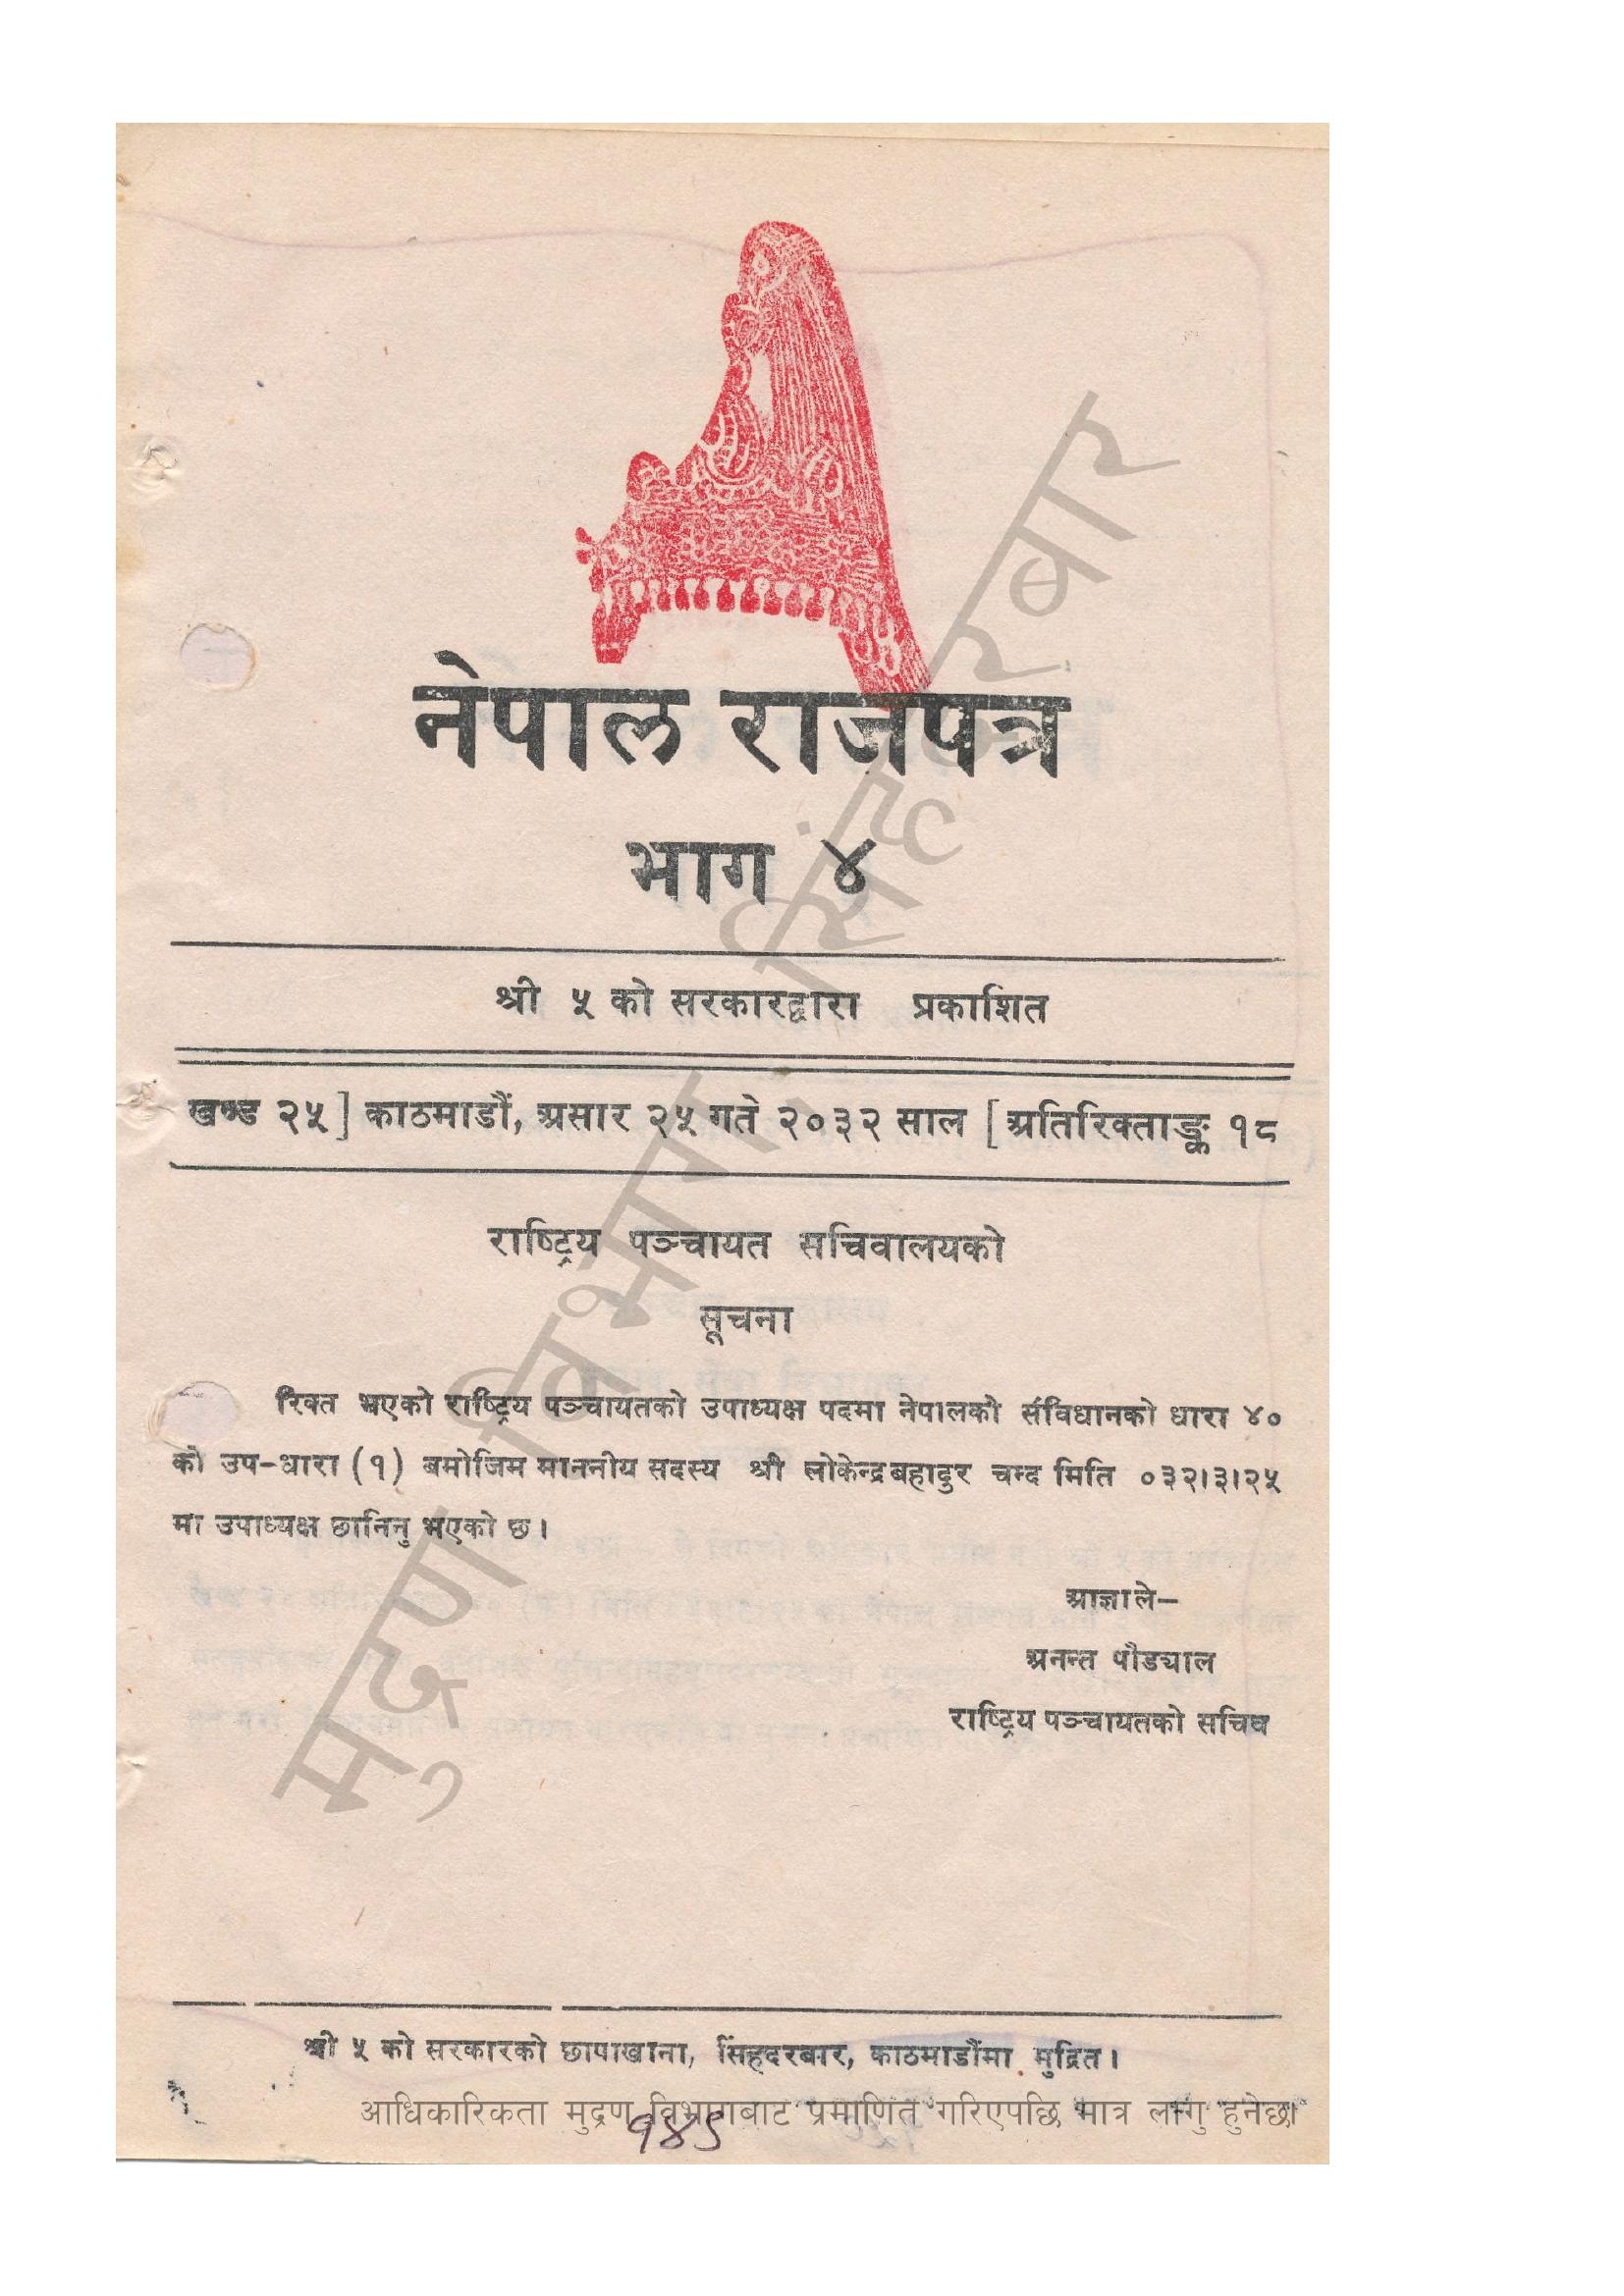 नेपाल राजपत्र
भाग ४
श्री ५ को सरकारद्वारा प्रकाशित
खण्ड २५] काठमाडौं, असार २५ गते २०३२ साल [अतिरिक्ताङ्क १८
राष्ट्रिय पञ्चायत सचिवालयको
सूचना
रिक्त भएको राष्ट्रिय पञ्चायतको उपाध्यक्ष पदमा नेपालको संविधानको धारा ४०
को उप-धारा (१) बमोजिम माननीय सदस्य श्री लोकेन्द्रबहादुर चन्द मिति ०३२।३।२५
मा उपाध्यक्ष छानिनु भएको छ।
आज्ञाले–
अनन्त पौड्याल
राष्ट्रिय पञ्चायतको सचिव
श्री ५ को सरकारको छापाखाना, सिंहदरबार, काठमाडौंमा मुद्रित।
आधिकारिकता मुद्रण विभागबाट प्रमाणित गरिएपछि मात्र लागु हुनेछ।
मुद्रण विभाग, सिंहदरबार